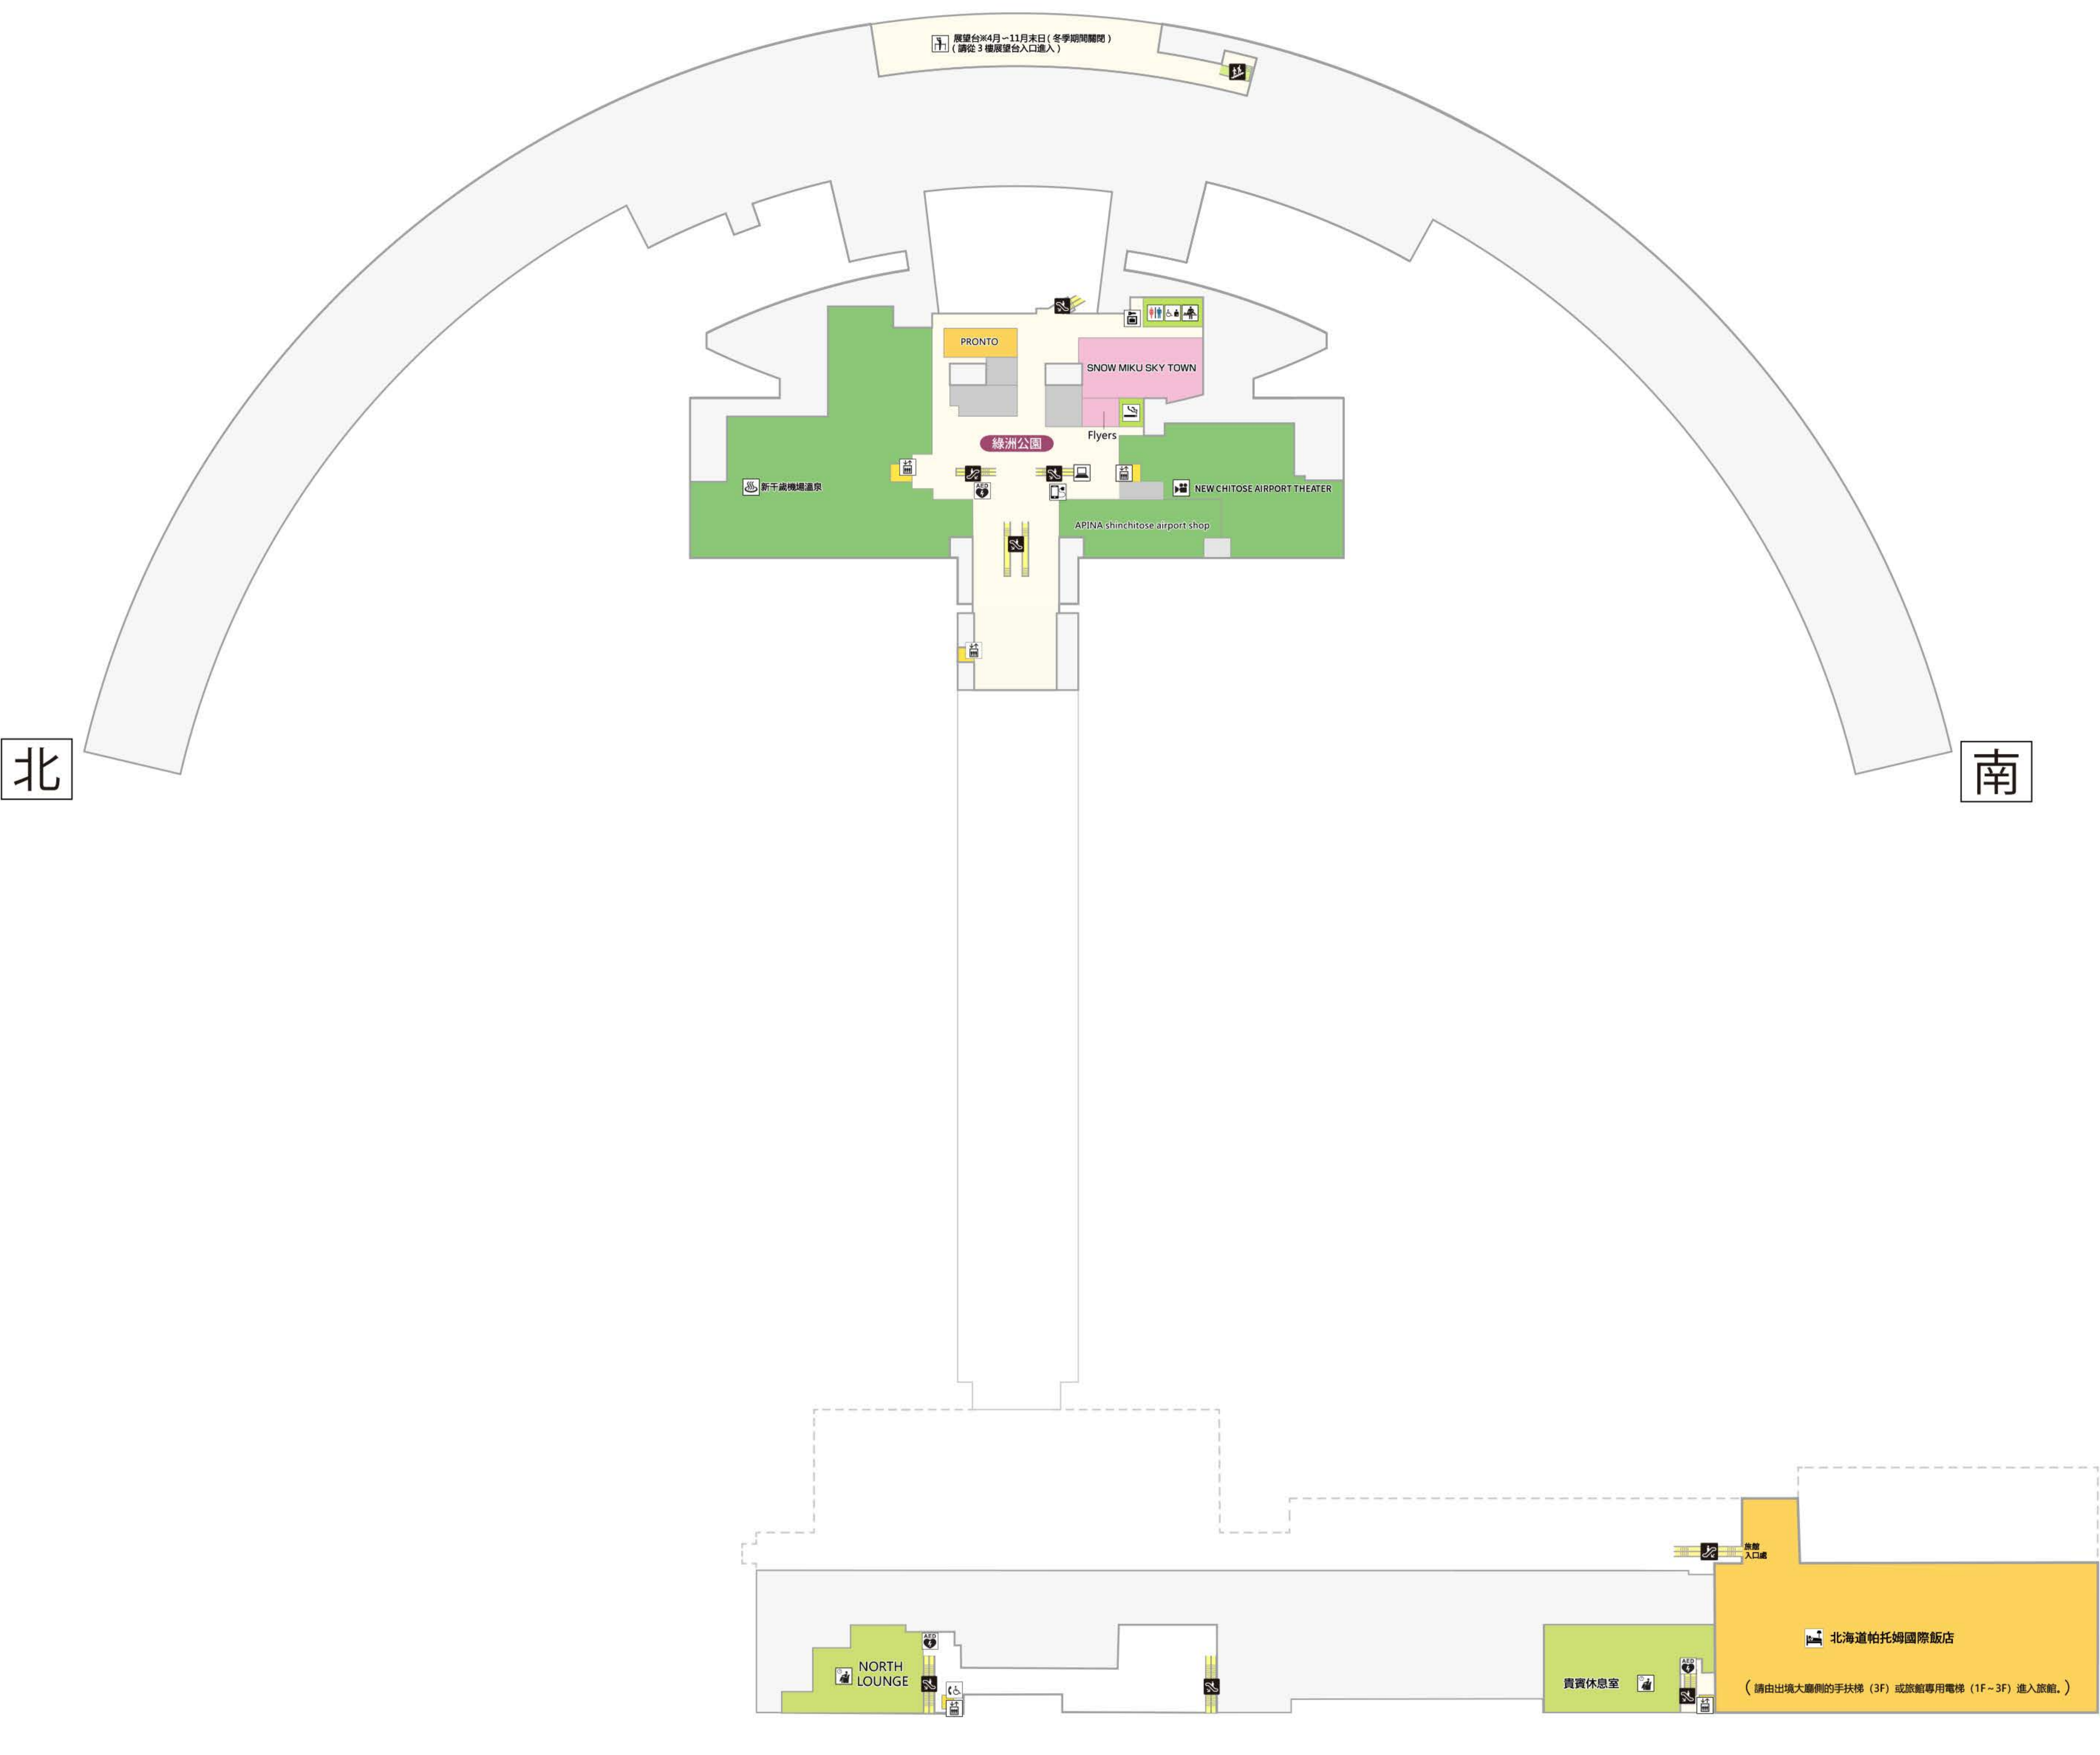 展望台※4月~11月末日(冬季期間關閉)
(請從3樓展望台入口進入)
PRONTO
SNOW MIKU SKY TOWN
Flyers
綠洲公園
新千歲機場溫泉
AED
NEW CHITOSE AIRPORT THEATER
APINA shinchitose airport shop
北
南
旅館
入口處
北海道帕托姆國際飯店
(請由出境大廳側的手扶梯(3F)或旅館專用電梯(1F~3F)進入旅館。)
AED
NORTH
LOUNGE
AED
貴賓休息室